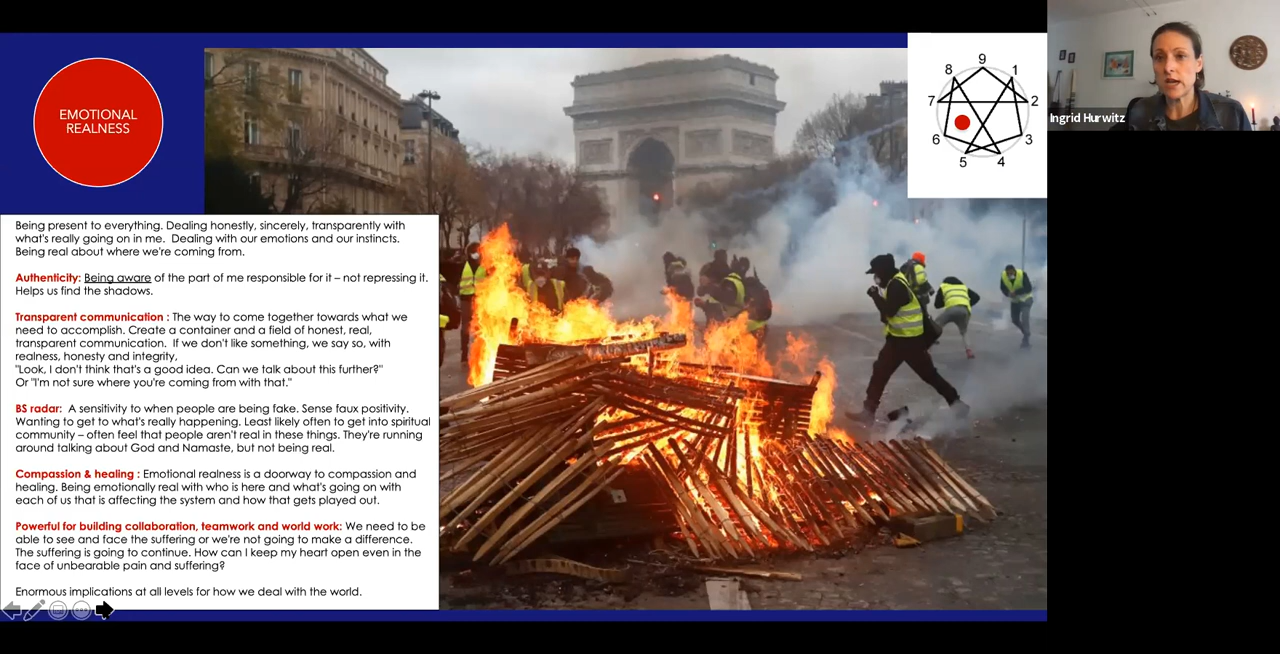 EMOTIONAL
REALNESS
9
8
1
7
2
6
3
5
4
Ingrid Hurwitz
Being present to everything. Dealing honestly, sincerely, transparently with
what's really going on in me.  Dealing with our emotions and our instincts.
Being real about where we're coming from.
Authenticity: Being aware of the part of me responsible for it – not repressing it.
Helps us find the shadows.
Transparent communication : The way to come together towards what we
need to accomplish. Create a container and a field of honest, real,
transparent communication.  If we don't like something, we say so, with
realness, honesty and integrity,
"Look, I don't think that's a good idea. Can we talk about this further?"
Or "I'm not sure where you're coming from with that."
BS radar:  A sensitivity to when people are being fake. Sense faux positivity.
Wanting to get to what's really happening. Least likely often to get into spiritual
community – often feel that people aren't real in these things. They're running
around talking about God and Namaste, but not being real.
Compassion & healing : Emotional realness is a doorway to compassion and
healing. Being emotionally real with who is here and what's going on with
each of us that is affecting the system and how that gets played out.
Powerful for building collaboration, teamwork and world work: We need to be
able to see and face the suffering or we're not going to make a difference.
The suffering is going to continue. How can I keep my heart open even in the
face of unbearable pain and suffering?
Enormous implications at all levels for how we deal with the world.